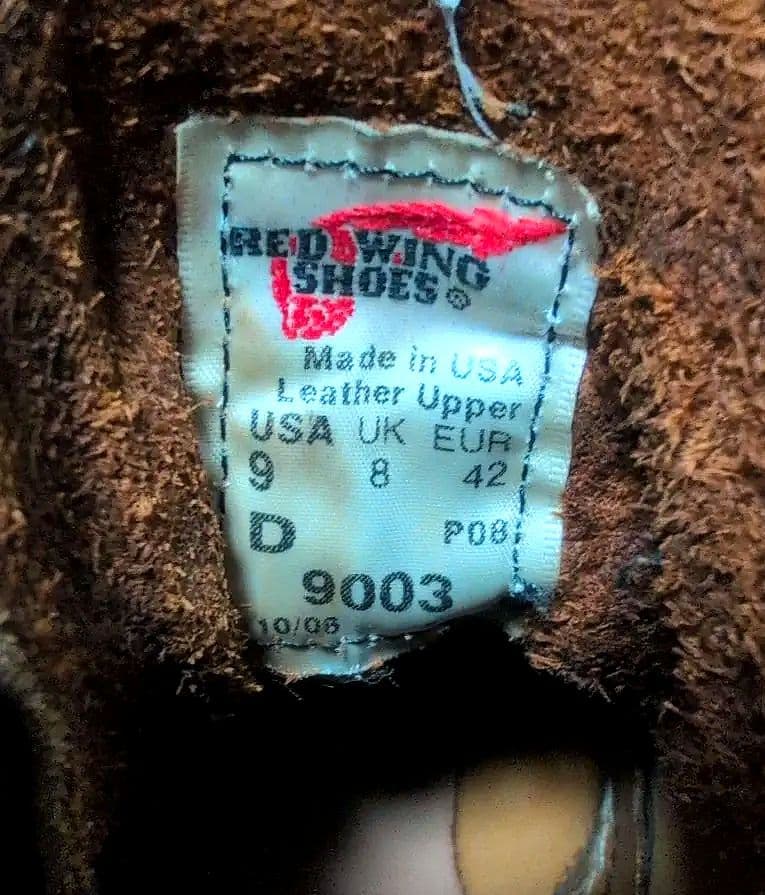 RED WING
SHOES®
Made in USA
Leather Upper
USA UK EUR
9 8 42
D P08
9003
10/06